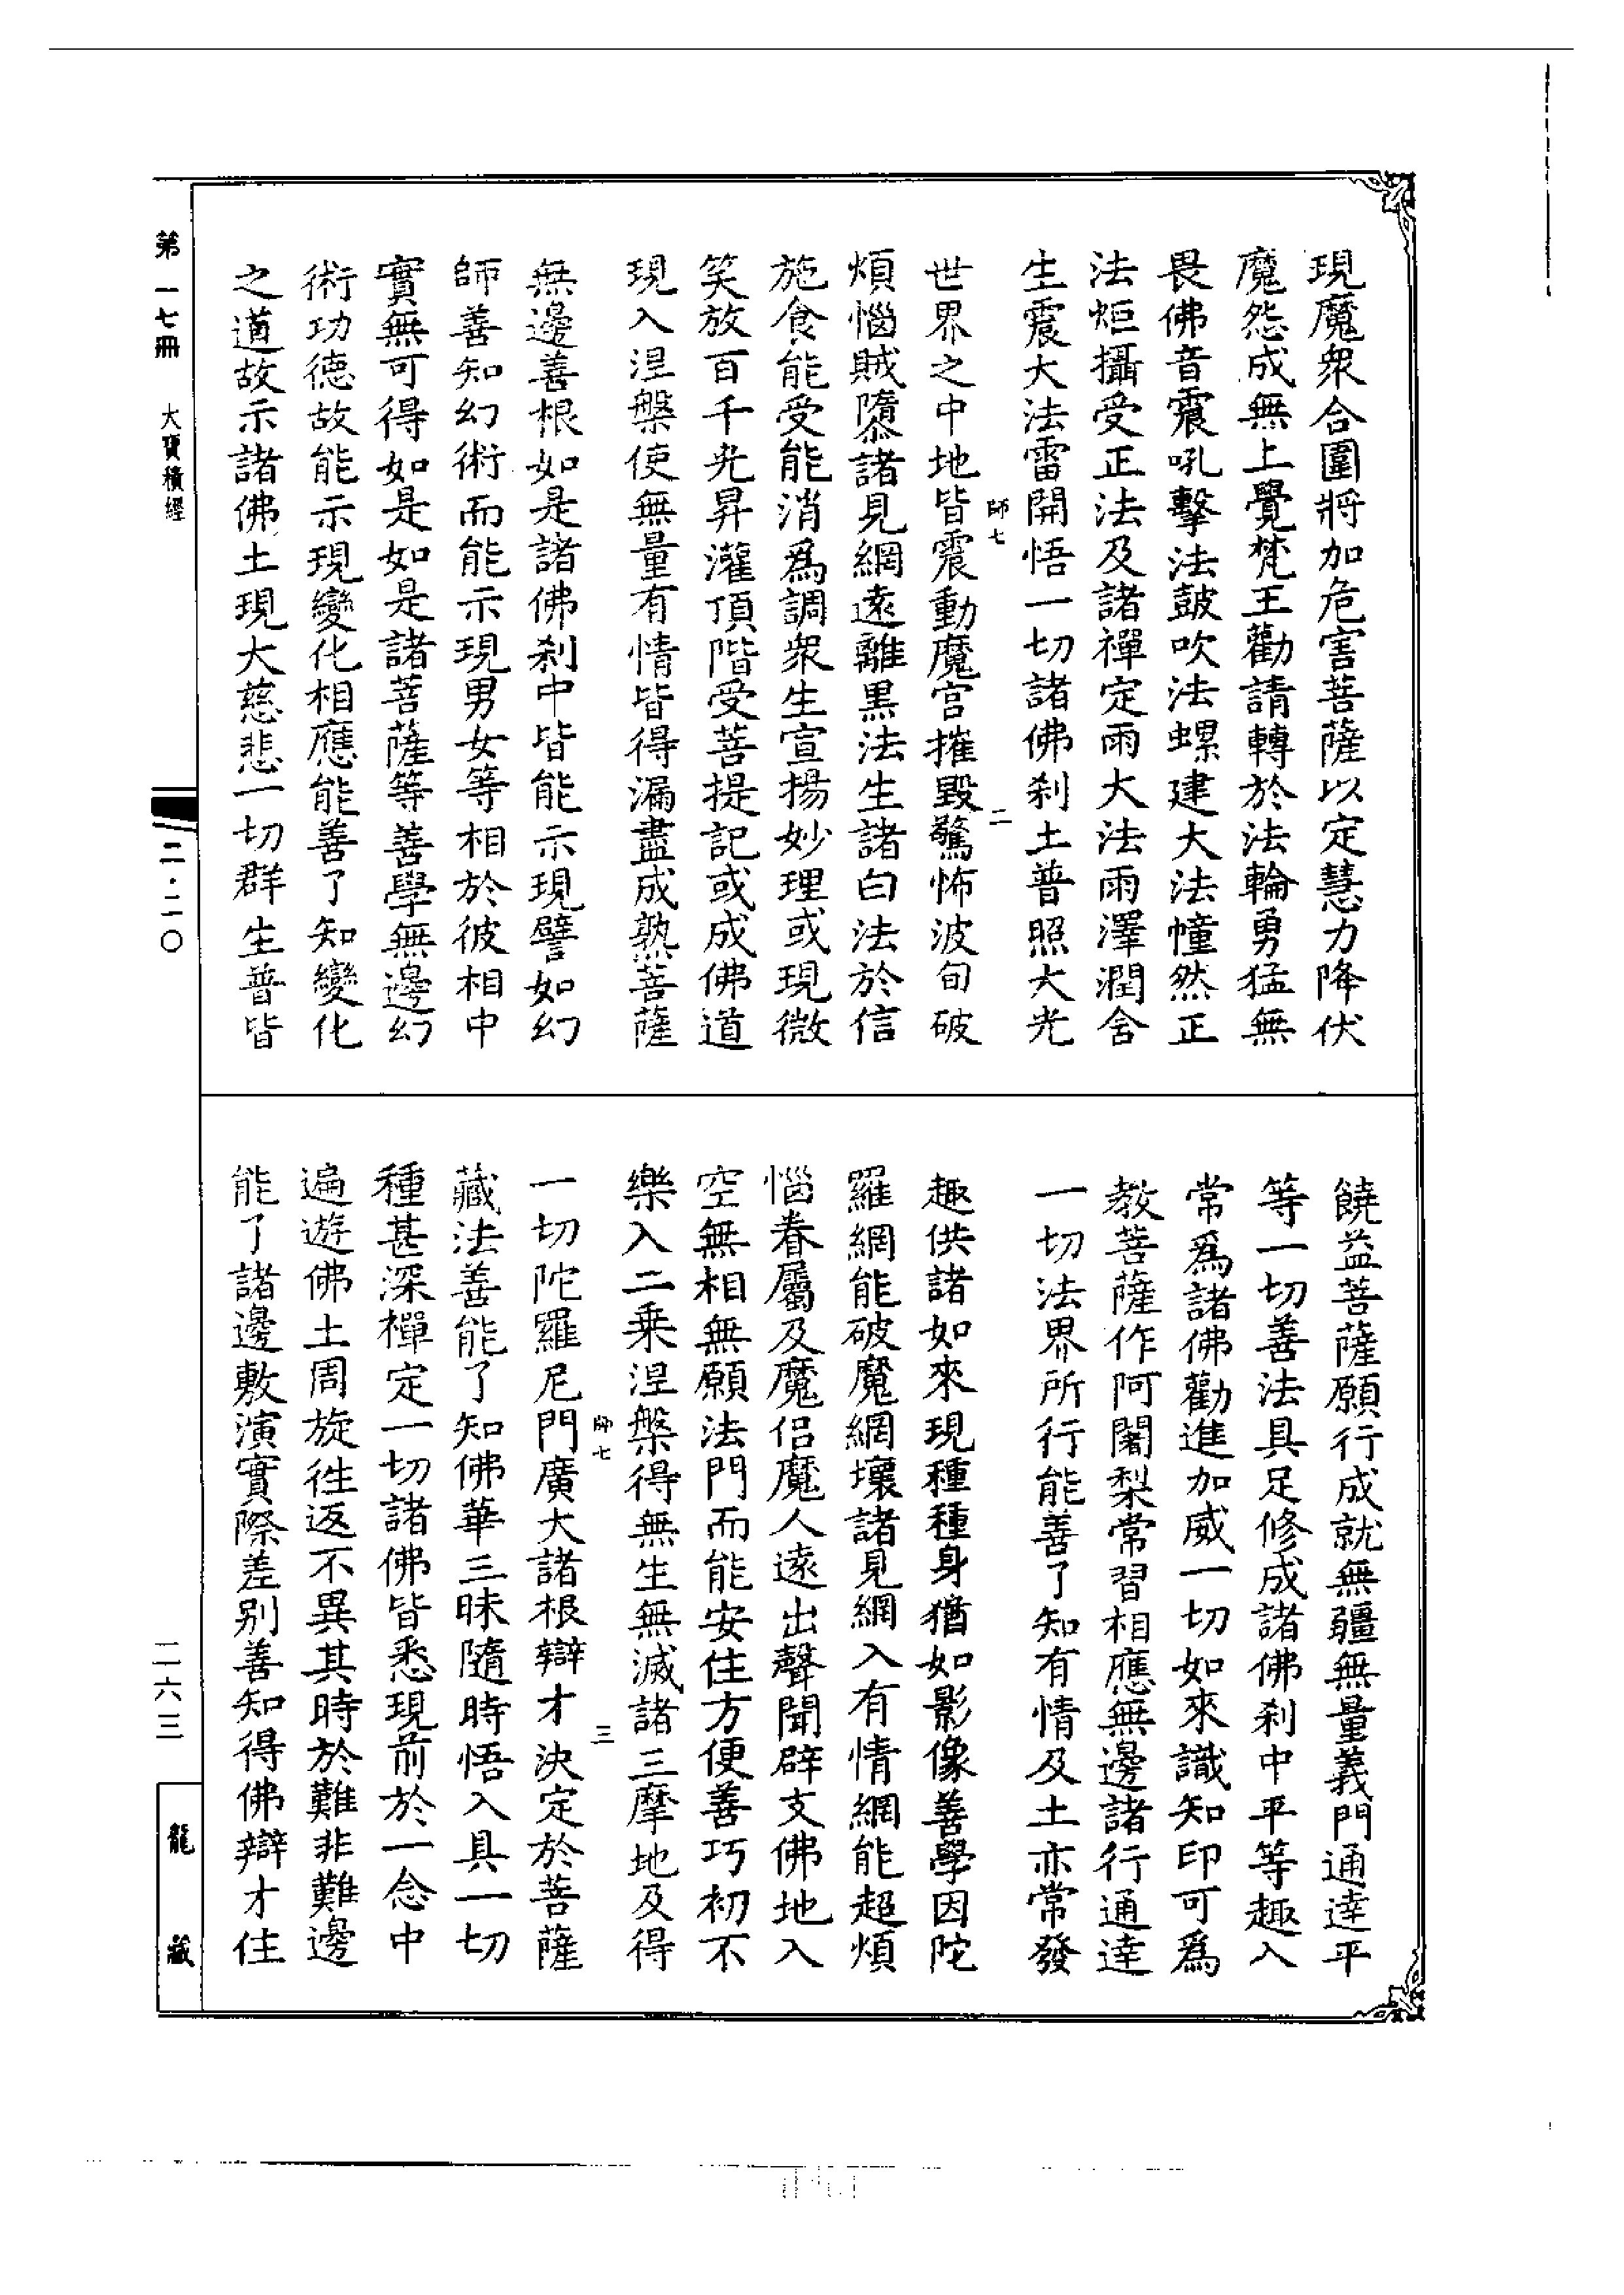 現魔衆合圍將加危害菩薩以定慧力降伏
魔怨成無上覺梵王勸請轉於法輪勇猛無
畏佛音震吼擊法鼓吹法螺建大法幢然正
法炬攝受正法及諸禪定雨大法雨澤潤含
生震大法雷開悟一切諸佛刹土普照大光
師七
二
世界之中地皆震動魔宮摧毀驚怖波旬破
煩惱賊隳諸見網遠離黒法生諸白法於信
施食能受能消爲調衆生宣揚妙理或現微
笑放百千光昇灌頂階受菩提記或成佛道
現入涅槃使無量有情皆得漏盡成熟菩薩
無邊善根如是諸佛刹中皆能示現譬如幻
師善知幻術而能示現男女等相於彼相中
實無可得如是如是諸菩薩等善學無邊幻
術功德故能示現變化相應能善了知變化
之道故示諸佛土現大慈悲一切群生普皆
饒益菩薩願行成就無疆無量義門通達平
等一切善法具足修成諸佛刹中平等趣入
常爲諸佛勸進加威一切如來識知印可爲
教菩薩作阿闍梨常習相應無邊諸行通達
一切法界所行能善了知有情及土亦常發
趣供諸如來現種種身猶如影像善學因陀
羅網能破魔網壞諸見網入有情網能超煩
惱眷屬及魔侶魔人遠出聲聞辟支佛地入
空無相無願法門而能安住方便善巧初不
樂入二乗涅槃得無生無滅諸三摩地及得
師七
三
一切陀羅尼門廣大諸根辯才決定於菩薩
藏法善能了知佛華三昧隨時悟入具一切
種甚深禪定一切諸佛皆悉現前於一念中
遍遊佛土周旋往返不異其時於難非難邊
能了諸邊敷演實際差别善知得佛辯才住
第一七冊
大寶積經
二·二〇
二六三
龍藏